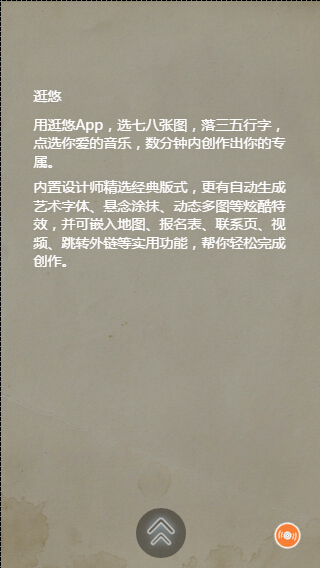 逛悠
用逛悠App，选七八张图，落三五行字，
点选你爱的音乐，数分钟内创作出你的专
属。
内置设计师精选经典版式，更有自动生成
艺术字体、悬念涂抹、动态多图等炫酷特
效，并可嵌入地图、报名表、联系页、视
频、跳转外链等实用功能，帮你轻松完成
创作。